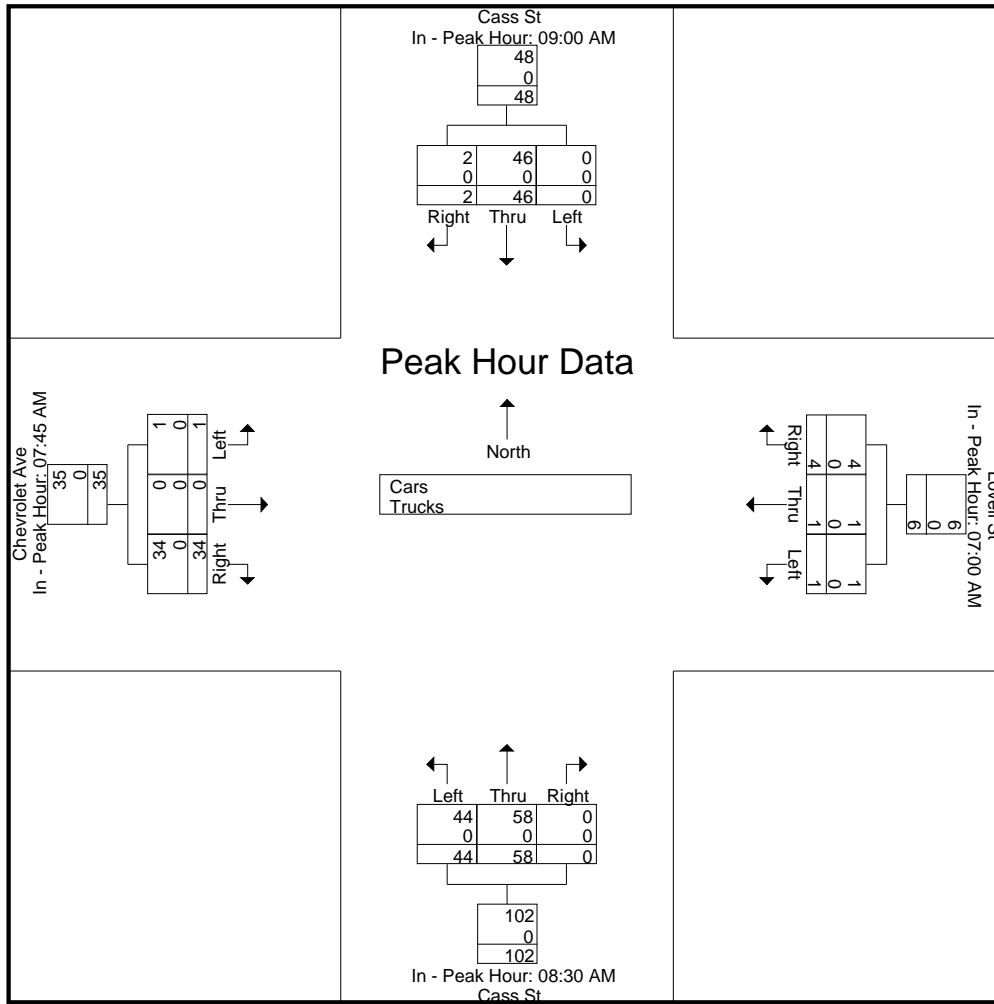 Cass St
In - Peak Hour: 09:00 AM
48
0
48
2 46 0
0 0 0
2 46 0
Right Thru Left
Peak Hour Data
North
Cars
Trucks
Chevrolet Ave
In - Peak Hour: 07:45 AM
35
0
35
1 0 1
Left
0 0 0
Thru
34 0 34
Right
In - Peak Hour: 07:00 AM
6
0
6
Right
4 0 4
Thru
1 0 1
Left
1 0 1
Left Thru Right
44 58 0
0 0 0
44 58 0
102
0
102
In - Peak Hour: 08:30 AM
Cass St